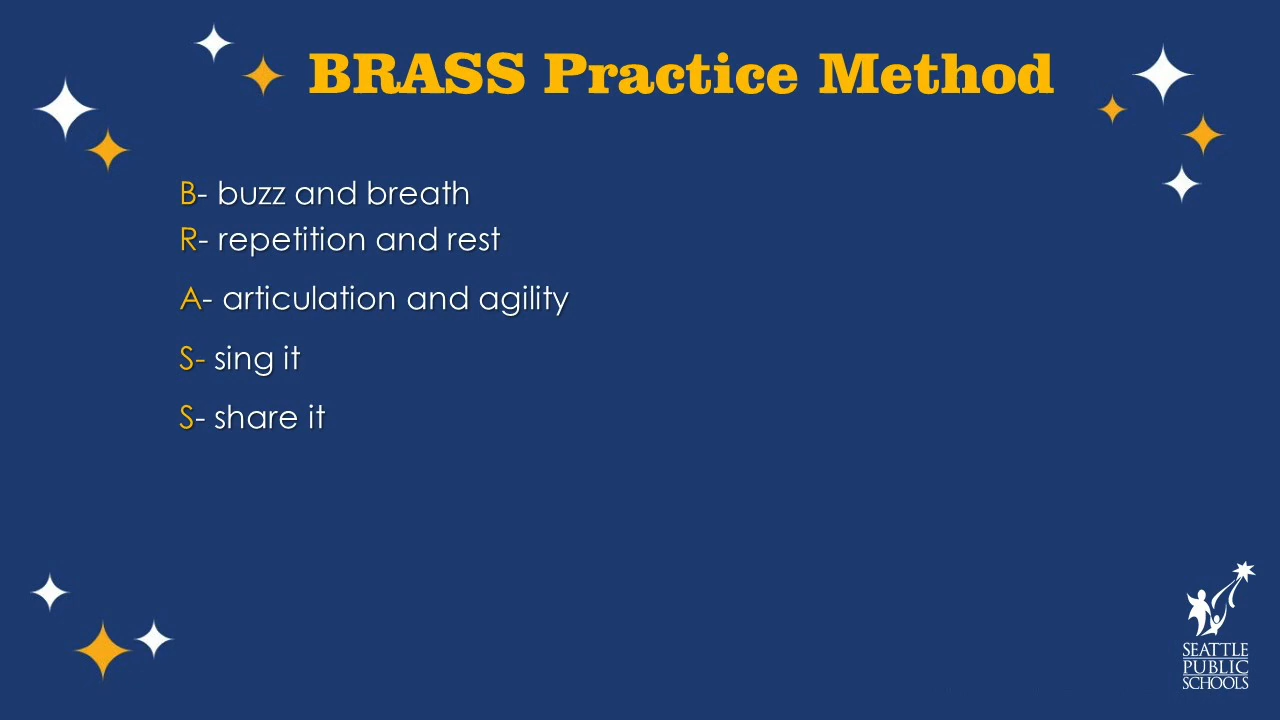 BRASS Practice Method
B- buzz and breath
R- repetition and rest
A- articulation and agility
S- sing it
S- share it
SEATTLE
PUBLIC
SCHOOLS